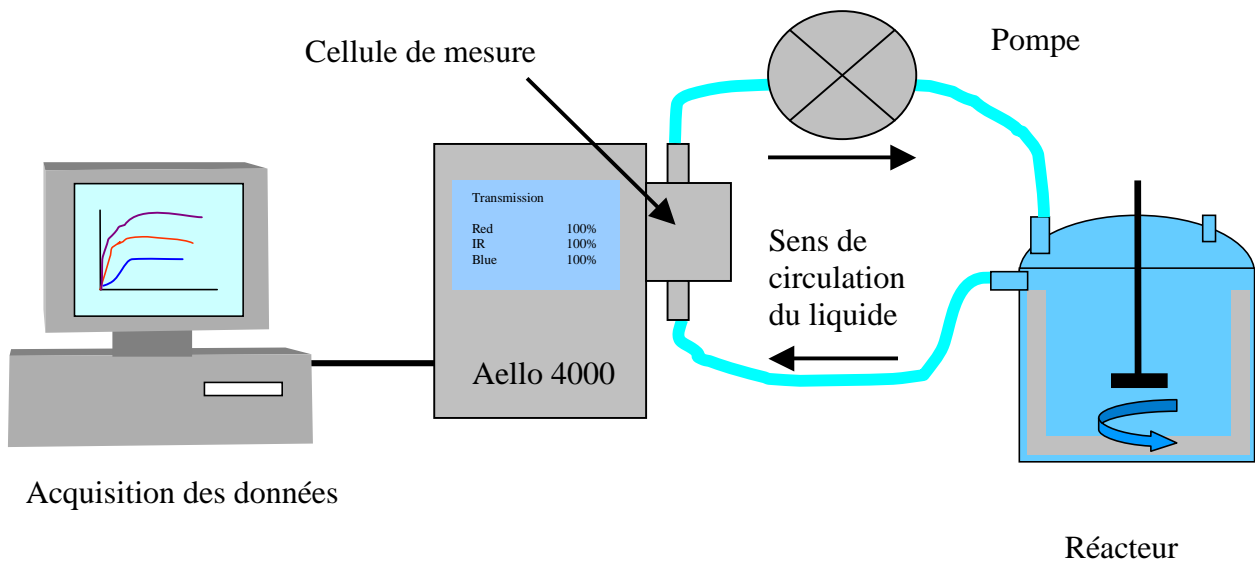 Pompe
Cellule de mesure
Transmission
Red 100%
IR 100%
Blue 100%
Sens de
circulation
du liquide
Aello 4000
Acquisition des données
Réacteur